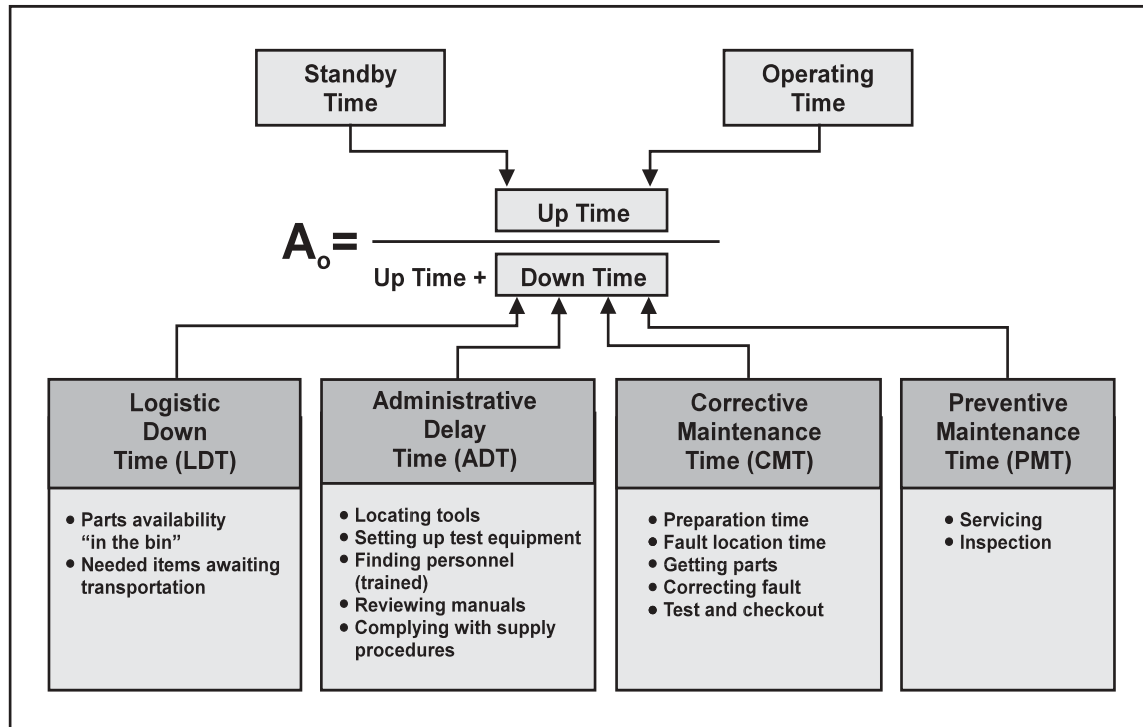 Standby
Time
Operating
Time
Up Time
Ao=
Up Time +
Down Time
Logistic
Down
Time (LDT)
• Parts availability
“in the bin”
• Needed items awaiting
transportation
Administrative
Delay
Time (ADT)
• Locating tools
• Setting up test equipment
• Finding personnel
(trained)
• Reviewing manuals
• Complying with supply
procedures
Corrective
Maintenance
Time (CMT)
• Preparation time
• Fault location time
• Getting parts
• Correcting fault
• Test and checkout
Preventive
Maintenance
Time (PMT)
• Servicing
• Inspection